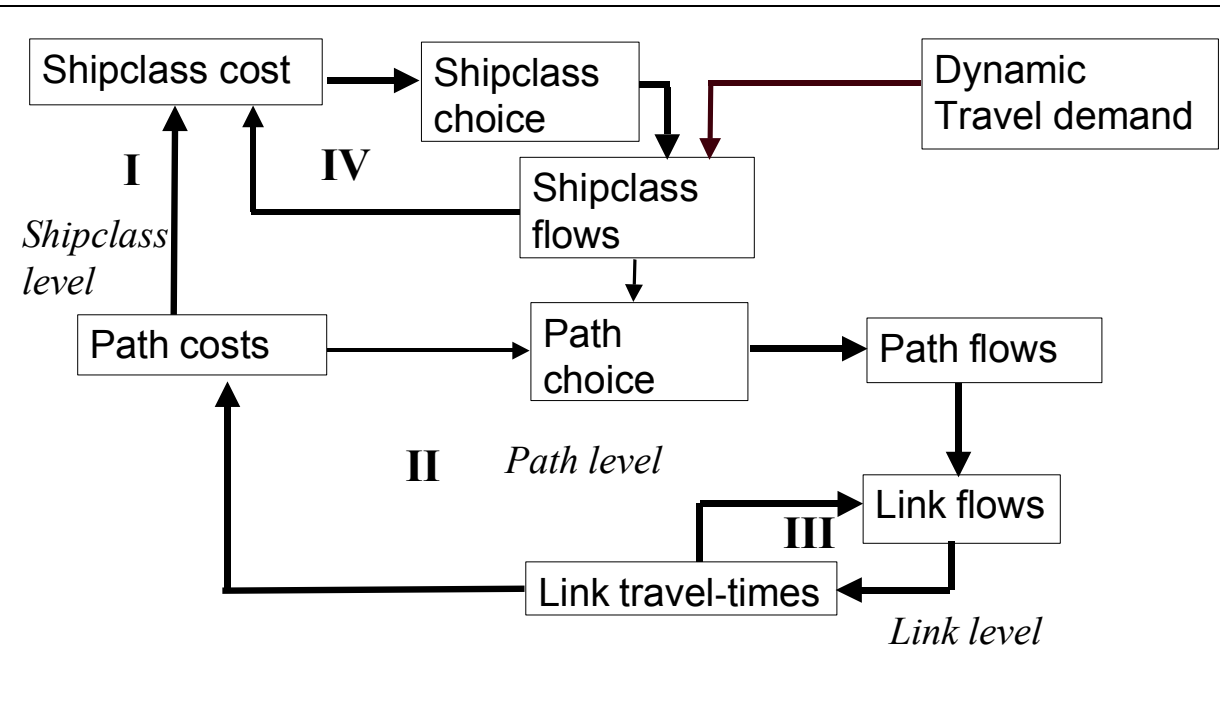 Shipclass cost
Shipclass
choice
Dynamic
Travel demand
I
IV
Shipclass
flows
Shipclass
level
Path costs
Path
choice
Path flows
II
Path level
Link flows
III
Link travel-times
Link level